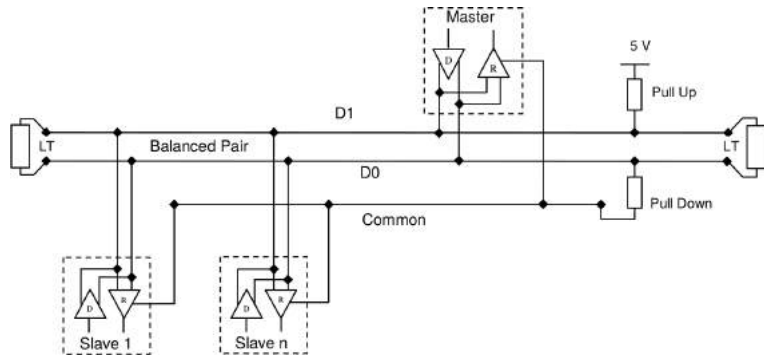 Master
D
R
5 V
Pull Up
D1
LT
Balanced Pair
LT
D0
Pull Down
Common
D
R
D
R
Slave 1
Slave n